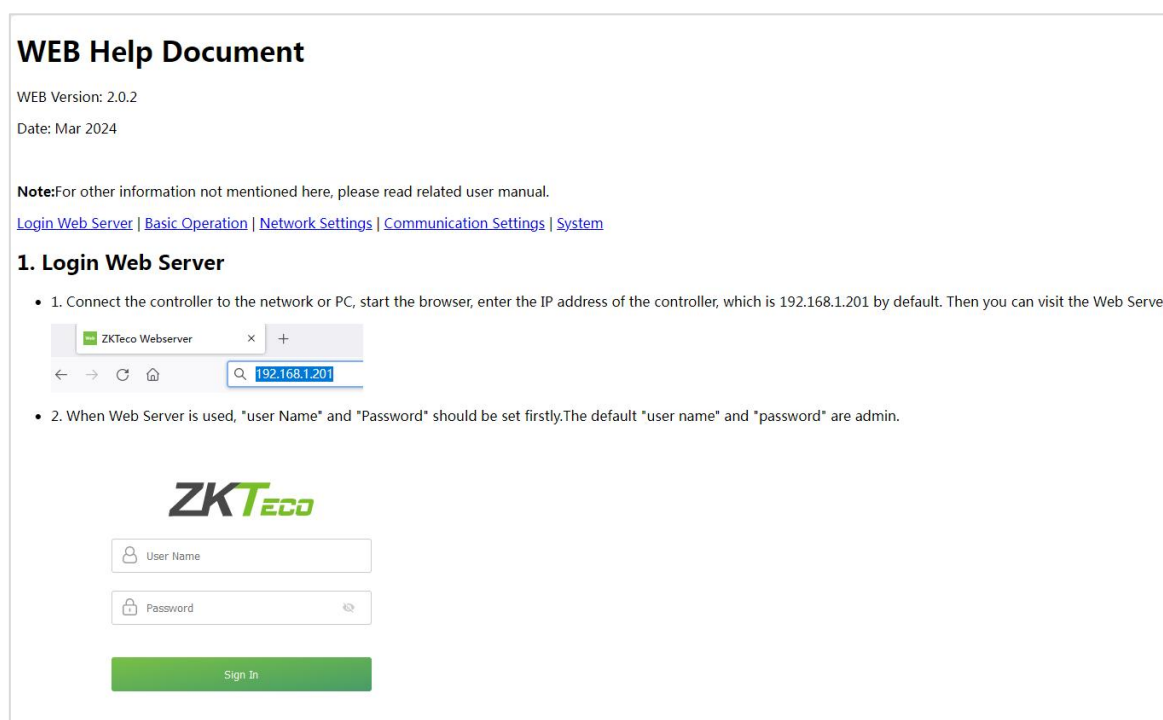 WEB Help Document
WEB Version: 2.0.2
Date: Mar 2024
Note:For other information not mentioned here, please read related user manual.
Login Web Server | Basic Operation | Network Settings | Communication Settings | System
1. Login Web Server
• 1. Connect the controller to the network or PC, start the browser, enter the IP address of the controller, which is 192.168.1.201 by default. Then you can visit the Web Serve
ZKTeco Webserver
192.168.1.201
• 2. When Web Server is used, "user Name" and "Password" should be set firstly.The default "user name" and "password" are admin.
ZKTECO
User Name
Password
Sign In